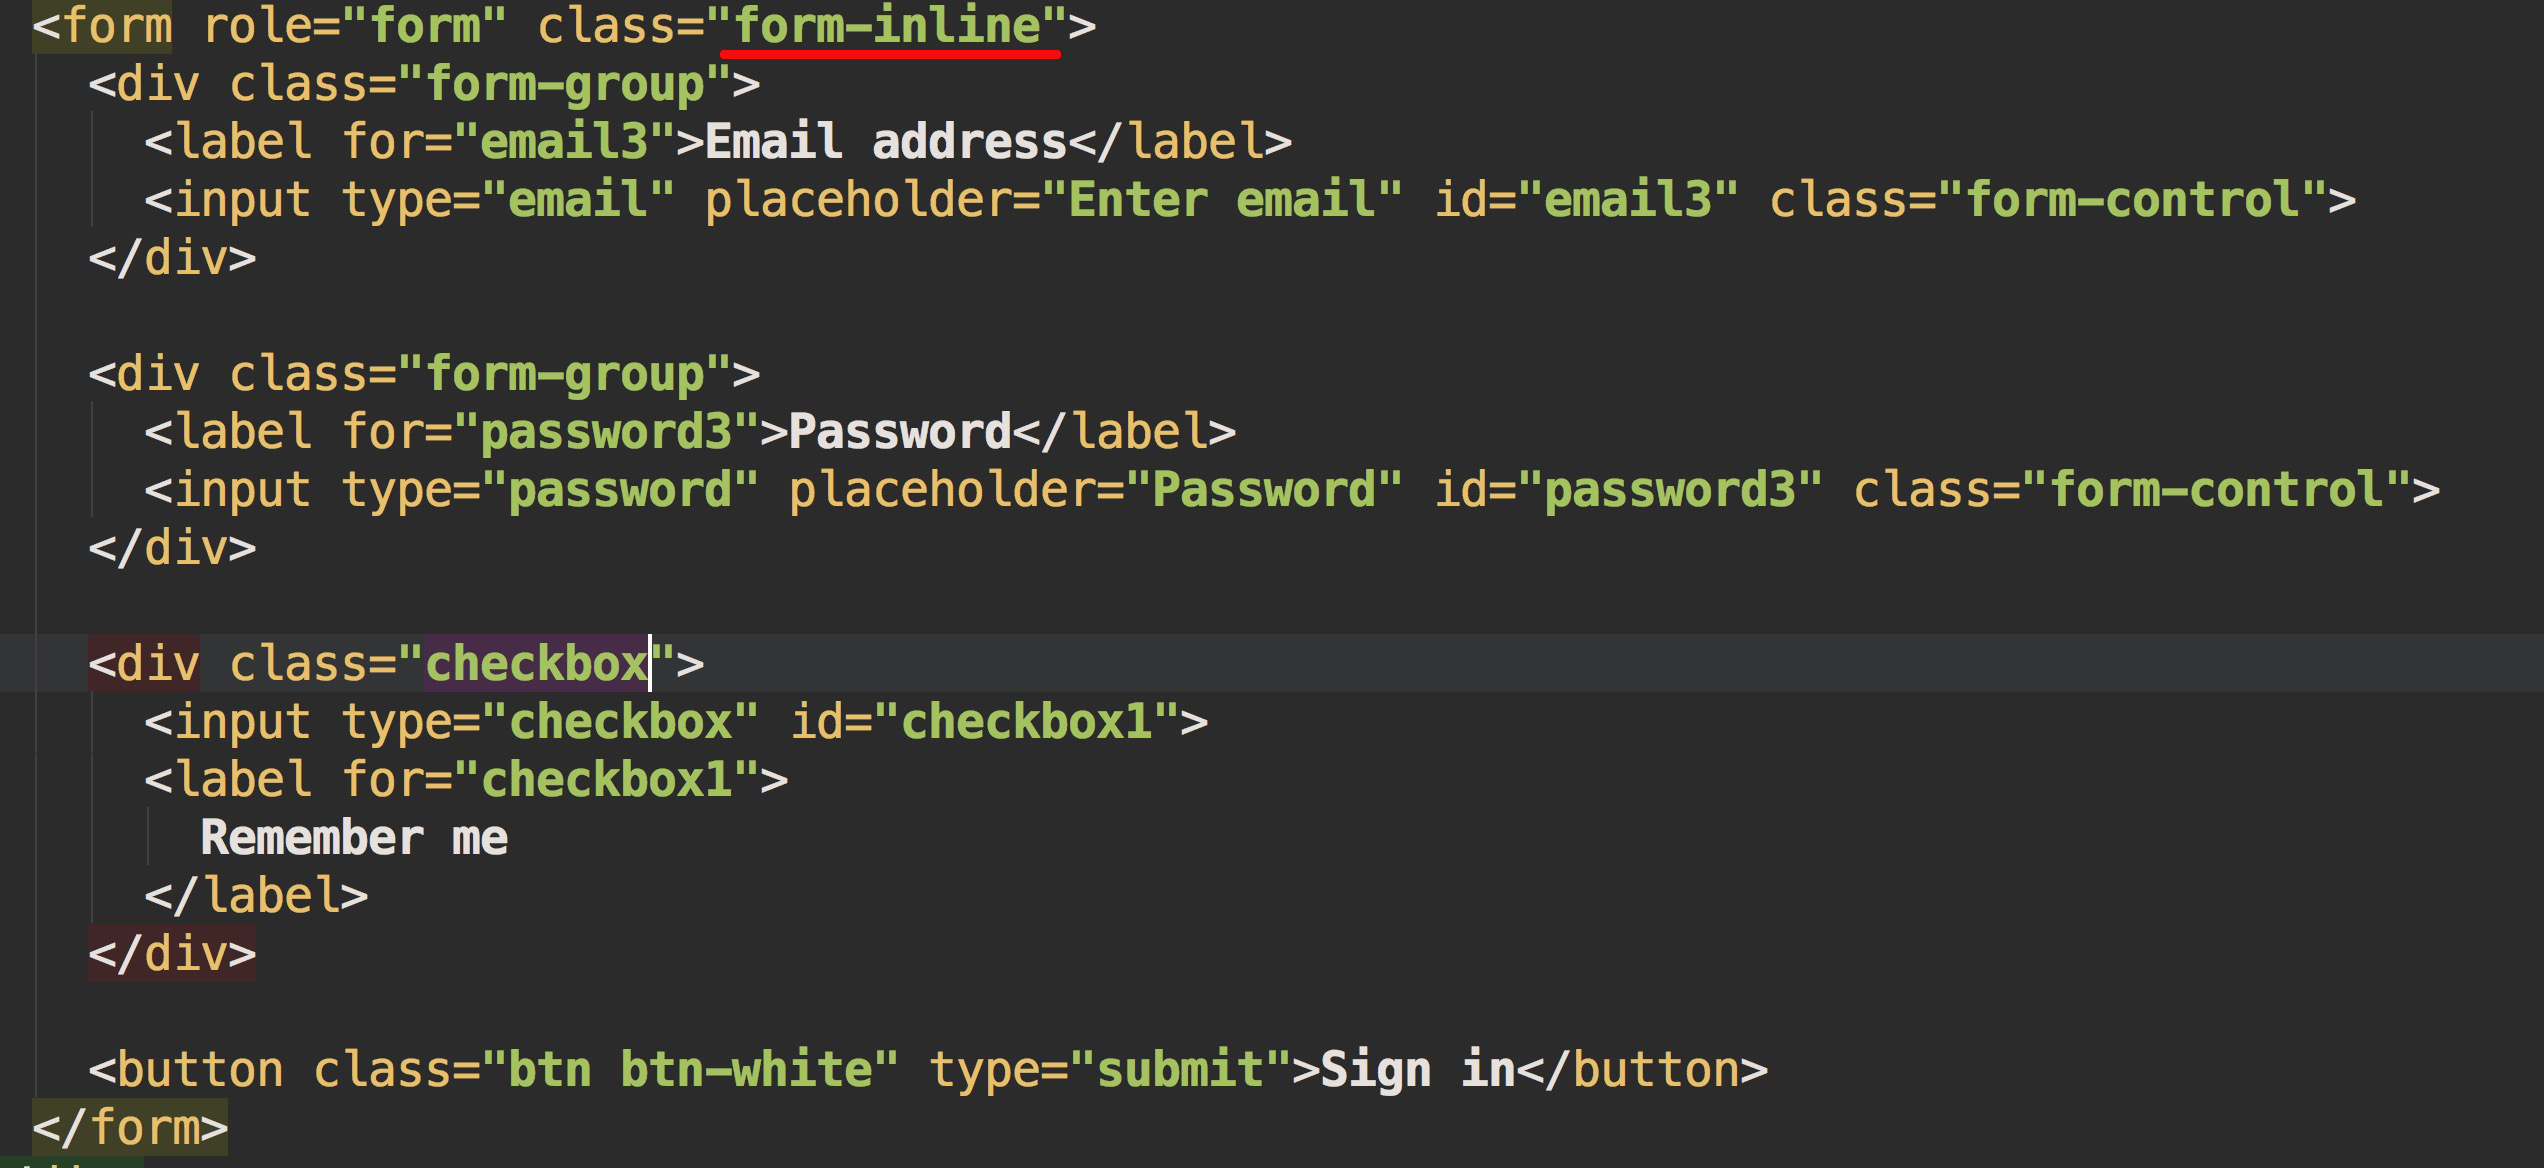 <form role="form" class="form-inline">
<div class="form-group">
<label for="email3">Email address</label>
<input type="email" placeholder="Enter email" id="email3" class="form-control">
</div>
<div class="form-group">
<label for="password3">Password</label>
<input type="password" placeholder="Password" id="password3" class="form-control">
</div>
<div class="checkbox">
<input type="checkbox" id="checkbox1">
<label for="checkbox1">
Remember me
</label>
</div>
<button class="btn btn-white" type="submit">Sign in</button>
</form>